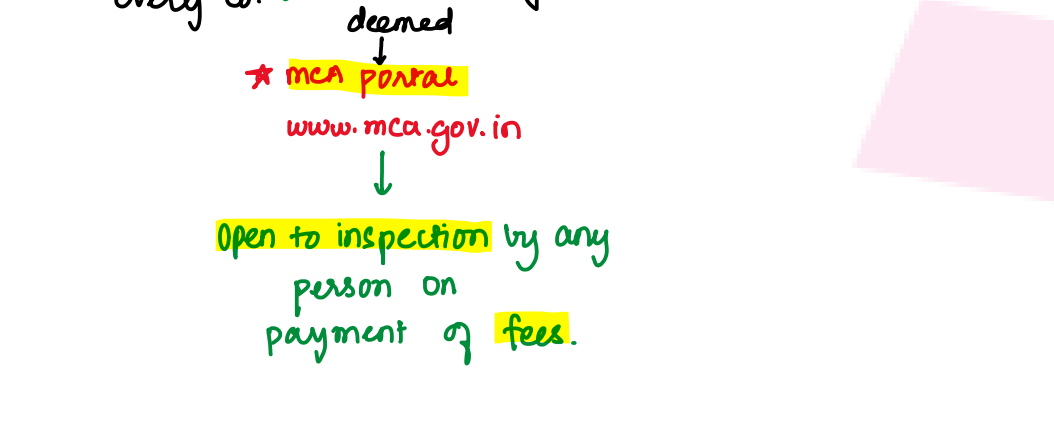 deemed
★ MCA portal
www.mca.gov.in
Open to inspection by any
person on
payment of fees.